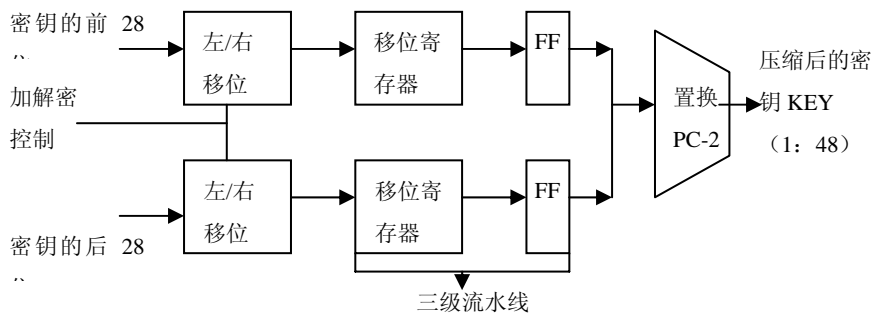 密钥的前 28
左/右
移位
移位寄
存器
FF
加解密
控制
置换
PC-2
压缩后的密
钥 KEY
（1：48）
左/右
移位
移位寄
存器
FF
密钥的后 28
三级流水线